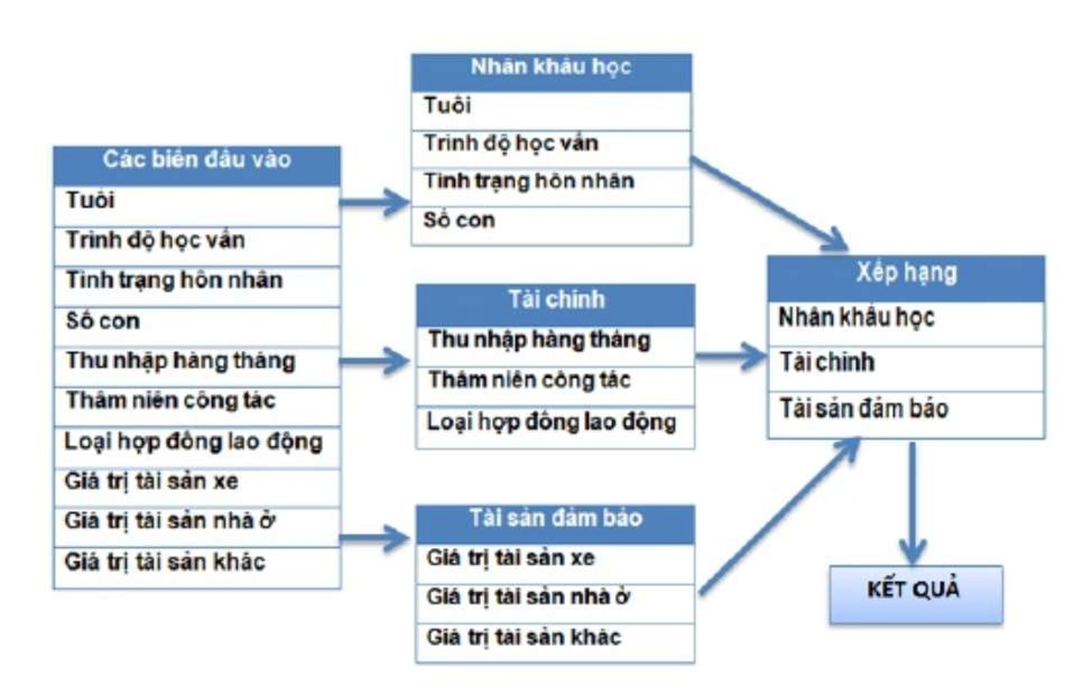 Các biến đầu vào
Tuổi
Trình độ học vấn
Tình trạng hôn nhân
Số con
Thu nhập hàng tháng
Thâm niên công tác
Loại hợp đồng lao động
Giá trị tài sản xe
Giá trị tài sản nhà ở
Giá trị tài sản khác
Nhân khẩu học
Tuổi
Trình độ học vấn
Tình trạng hôn nhân
Số con
Tài chính
Thu nhập hàng tháng
Thâm niên công tác
Loại hợp đồng lao động
Tài sản đảm bảo
Giá trị tài sản xe
Giá trị tài sản nhà ở
Giá trị tài sản khác
Xếp hạng
Nhân khẩu học
Tài chính
Tài sản đảm bảo
KẾT QUẢ